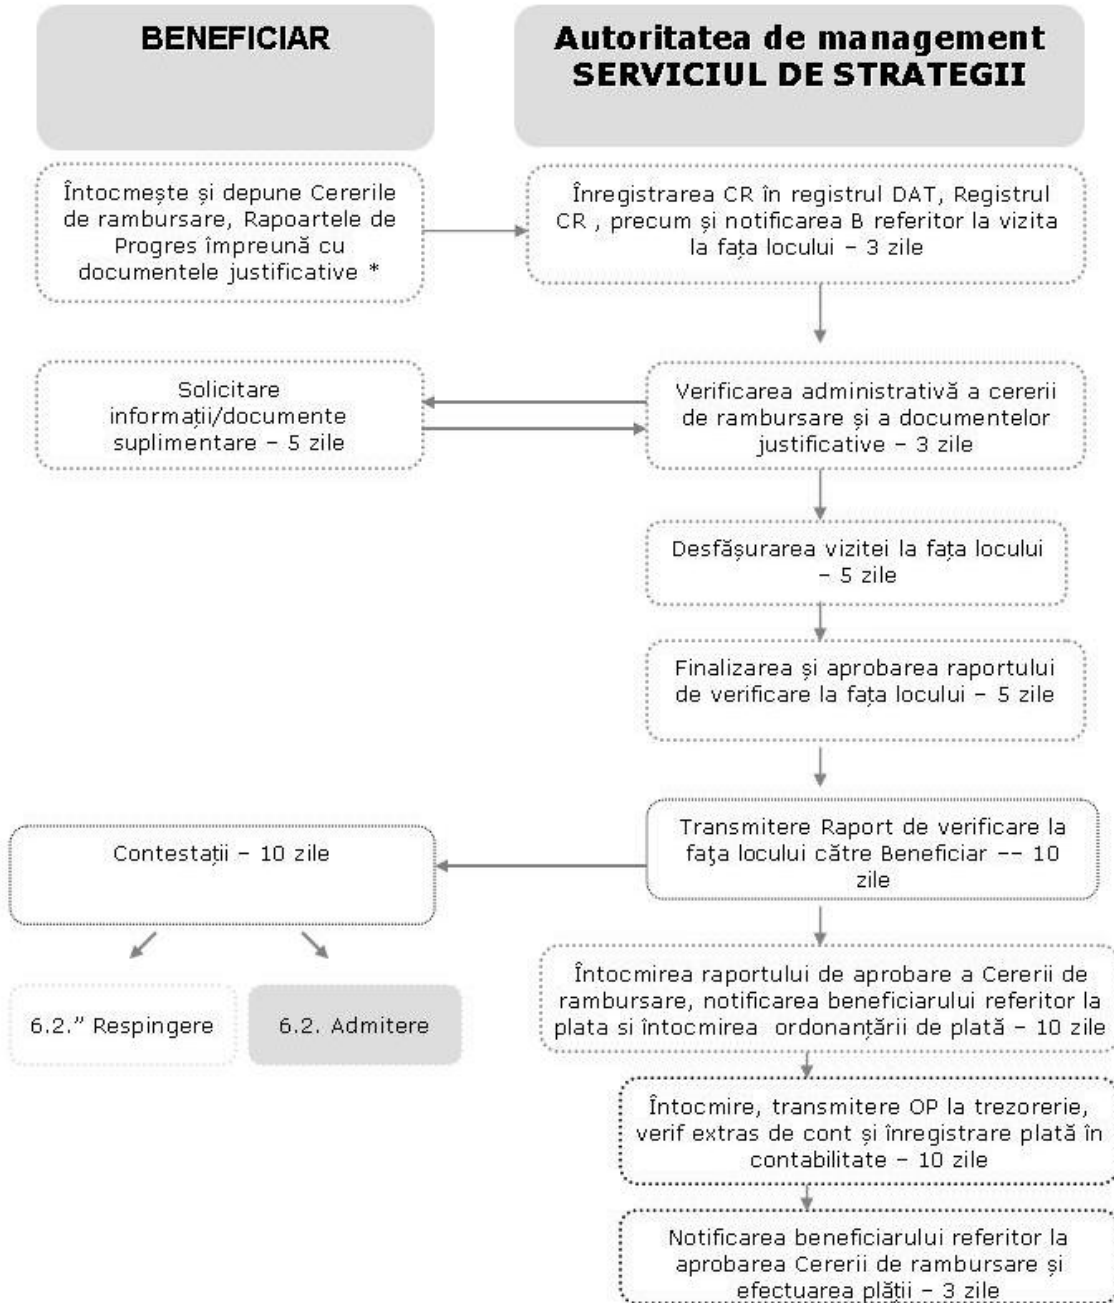 BENEFICIAR
Autoritatea de management
SERVICIUL DE STRATEGII
Întocmește și depune Cererile
de rambursare, Rapoartele de
Progres împreună cu
documentele justificative *
Înregistrarea CR în registrul DAT, Registrul
CR , precum și notificarea B referitor la vizita
la fața locului – 3 zile
Solicitare
informații/documente
suplimentare – 5 zile
Verificarea administrativă a cererii
de rambursare și a documentelor
justificative – 3 zile
Desfășurarea vizitei la fața locului
– 5 zile
Finalizarea și aprobarea raportului
de verificare la fața locului – 5 zile
Contestații – 10 zile
Transmitere Raport de verificare la
fața locului către Beneficiar –– 10
zile
6.2.” Respingere
6.2. Admitere
Întocmirea raportului de aprobare a Cererii de
rambursare, notificarea beneficiarului referitor la
plata si întocmirea ordonanțării de plată – 10 zile
Întocmire, transmitere OP la trezorerie,
verif extras de cont și înregistrare plată în
contabilitate – 10 zile
Notificarea beneficiarului referitor la
aprobarea Cererii de rambursare și
efectuarea plății – 3 zile